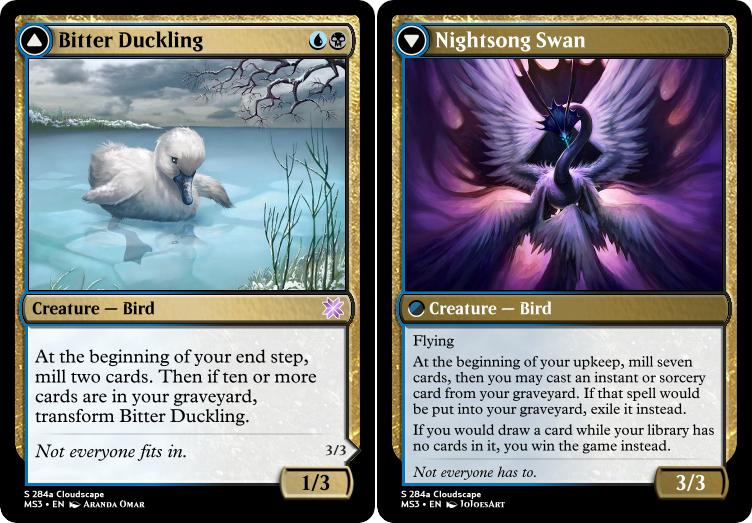 Bitter Duckling
Creature — Bird
At the beginning of your end step,
mill two cards. Then if ten or more
cards are in your graveyard,
transform Bitter Duckling.
Not everyone fits in.
3/3
1/3
S 284a Cloudscape
MS3 • EN Aranda Omar
Nightsong Swan
Creature — Bird
Flying
At the beginning of your upkeep, mill seven
cards, then you may cast an instant or sorcery
card from your graveyard. If that spell would
be put into your graveyard, exile it instead.
If you would draw a card while your library has
no cards in it, you win the game instead.
Not everyone has to.
3/3
S 284a Cloudscape
MS3 • EN JoJoesArt